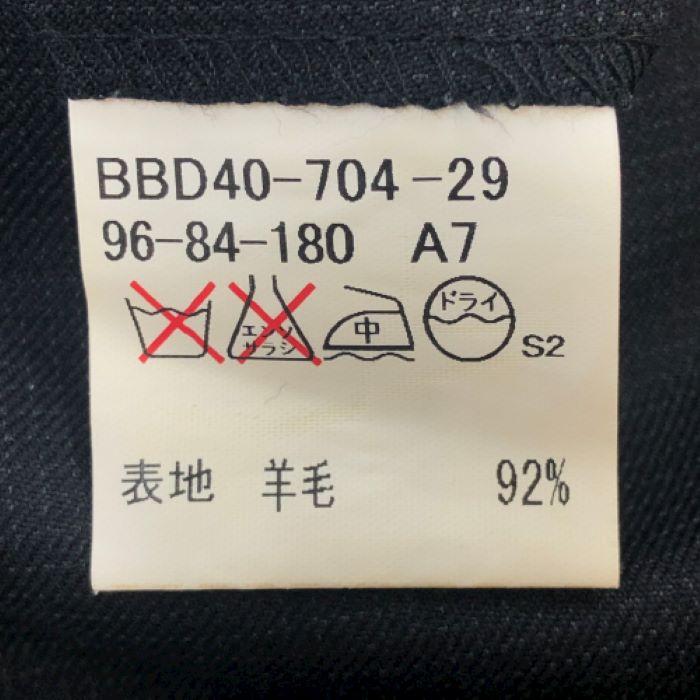 BBD40-704-29
96-84-180 A7
エンソ
サラシ
中
ドライ
S2
表地 羊毛 92%